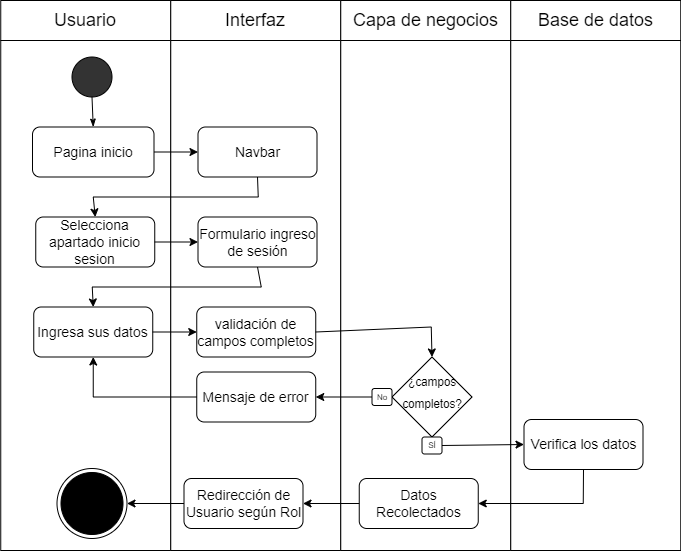 Usuario
Interfaz
Capa de negocios
Base de datos
Pagina inicio
Navbar
Selecciona
apartado inicio
sesion
Formulario ingreso
de sesión
Ingresa sus datos
validación de
campos completos
¿campos
completos?
No
Mensaje de error
SÍ
Verifica los datos
Datos
Recolectados
Redirección de
Usuario según Rol